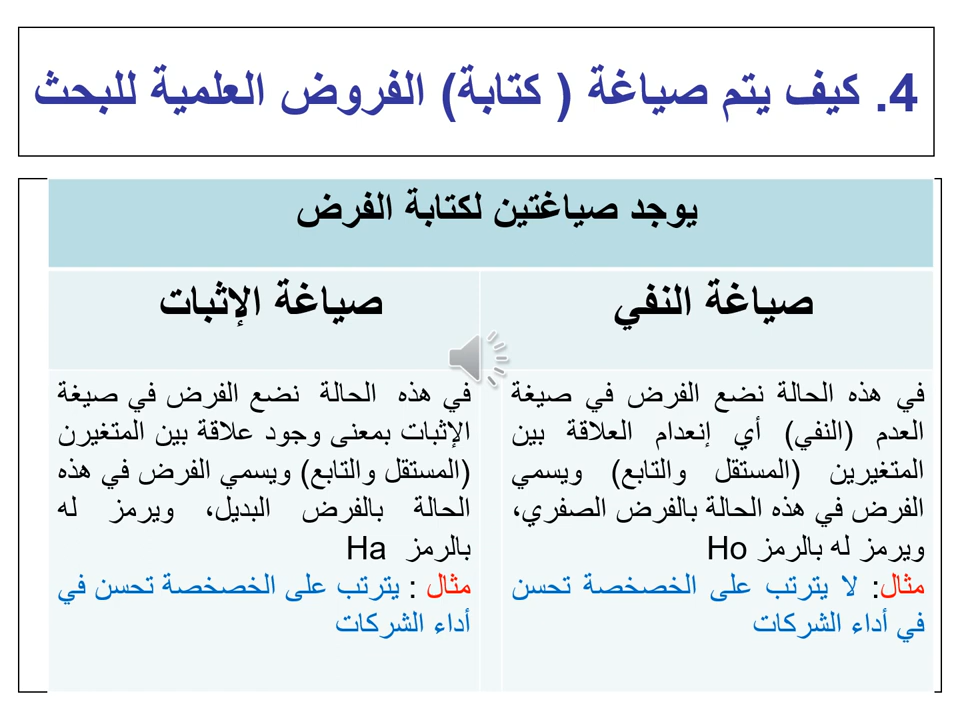 4. كيف يتم صياغة ( كتابة) الفروض العلمية للبحث
يوجد صياغتين لكتابة الفرض
صياغة النفي
صياغة الإثبات
في هذه الحالة نضع الفرض في صيغة
العدم (النفي) أي إنعدام العلاقة بين
المتغيرين (المستقل والتابع) ويسمي
الفرض في هذه الحالة بالفرض الصفري،
ويرمز له بالرمز Ho
مثال: لا يترتب على الخصخصة تحسن
في أداء الشركات
في هذه الحالة نضع الفرض في صيغة
الإثبات بمعنى وجود علاقة بين المتغيرن
(المستقل والتابع) ويسمي الفرض في هذه
الحالة بالفرض البديل، ويرمز له
بالرمز Ha
مثال : يترتب على الخصخصة تحسن في
أداء الشركات